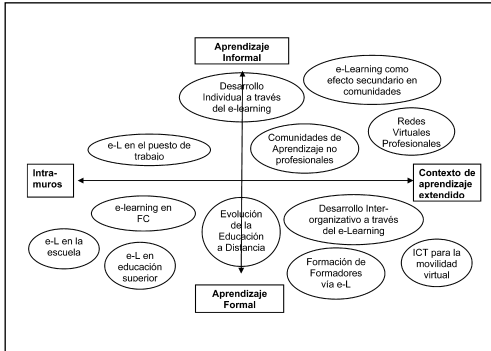 Aprendizaje
Informal
Desarrollo
Individual a través
del e-learning
e-Learning como
efecto secundario en
comunidades
Redes
Virtuales
Profesionales
e-L en el puesto de
trabajo
Comunidades de
Aprendizaje no
profesionales
Intra-
muros
Contexto de
aprendizaje
extendido
e-learning en
FC
Evolución
de la
Educación
a Distancia
Desarrollo Inter-
organizativo a través
del e-Learning
e-L en la
escuela
e-L en
educación
superior
Formación de
Formadores
via e-L
ICT para la
movilidad
virtual
Aprendizaje
Formal